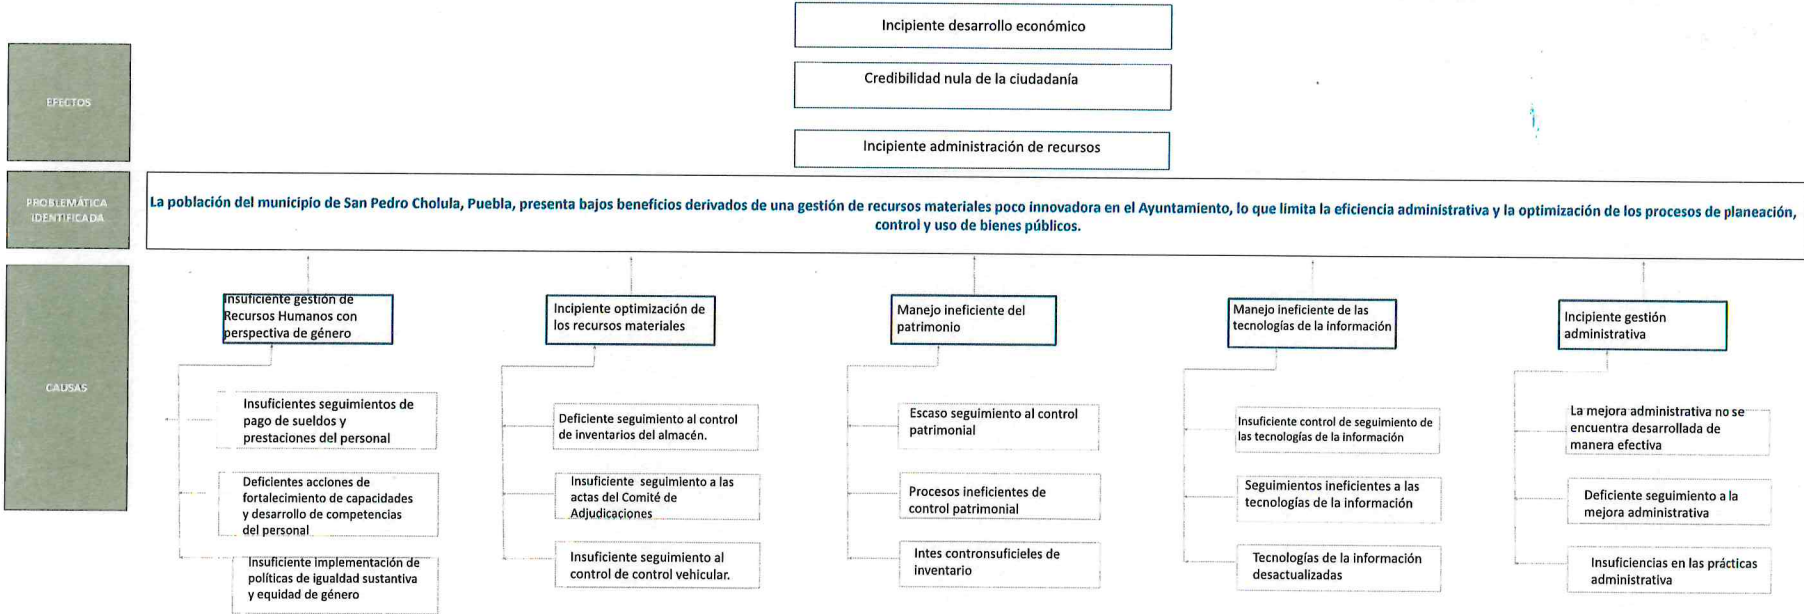 EFECTOS
Incipiente desarrollo económico
Credibilidad nula de la ciudadanía
Incipiente administración de recursos
PROBLEMÁTICA
IDENTIFICADA
La población del municipio de San Pedro Cholula, Puebla, presenta bajos beneficios derivados de una gestión de recursos materiales poco innovadora en el Ayuntamiento, lo que limita la eficiencia administrativa y la optimización de los procesos de planeación,
control y uso de bienes públicos.
CAUSAS
Insuficiente gestión de
Recursos Humanos con
perspectiva de género
Insuficientes seguimientos de
pago de sueldos y
prestaciones del personal
Deficientes acciones de
fortalecimiento de capacidades
y desarrollo de competencias
del personal
Insuficiente implementación de
políticas de igualdad sustantiva
y equidad de género
Incipiente optimización de
los recursos materiales
Deficiente seguimiento al control
de inventarios del almacén.
Insuficiente seguimiento a las
actas del Comité de
Adjudicaciones
Insuficiente seguimiento al
control de control vehicular.
Manejo ineficiente del
patrimonio
Escaso seguimiento al control
patrimonial
Procesos ineficientes de
control patrimonial
Intes contronsuficieles de
inventario
Manejo ineficiente de las
tecnologías de la información
Insuficiente control de seguimiento de
las tecnologías de la información
Seguimientos ineficientes a las
tecnologías de la información
Tecnologías de la información
desactualizadas
Incipiente gestión
administrativa
La mejora administrativa no se
encuentra desarrollada de
manera efectiva
Deficiente seguimiento a la
mejora administrativa
Insuficiencias en las prácticas
administrativa